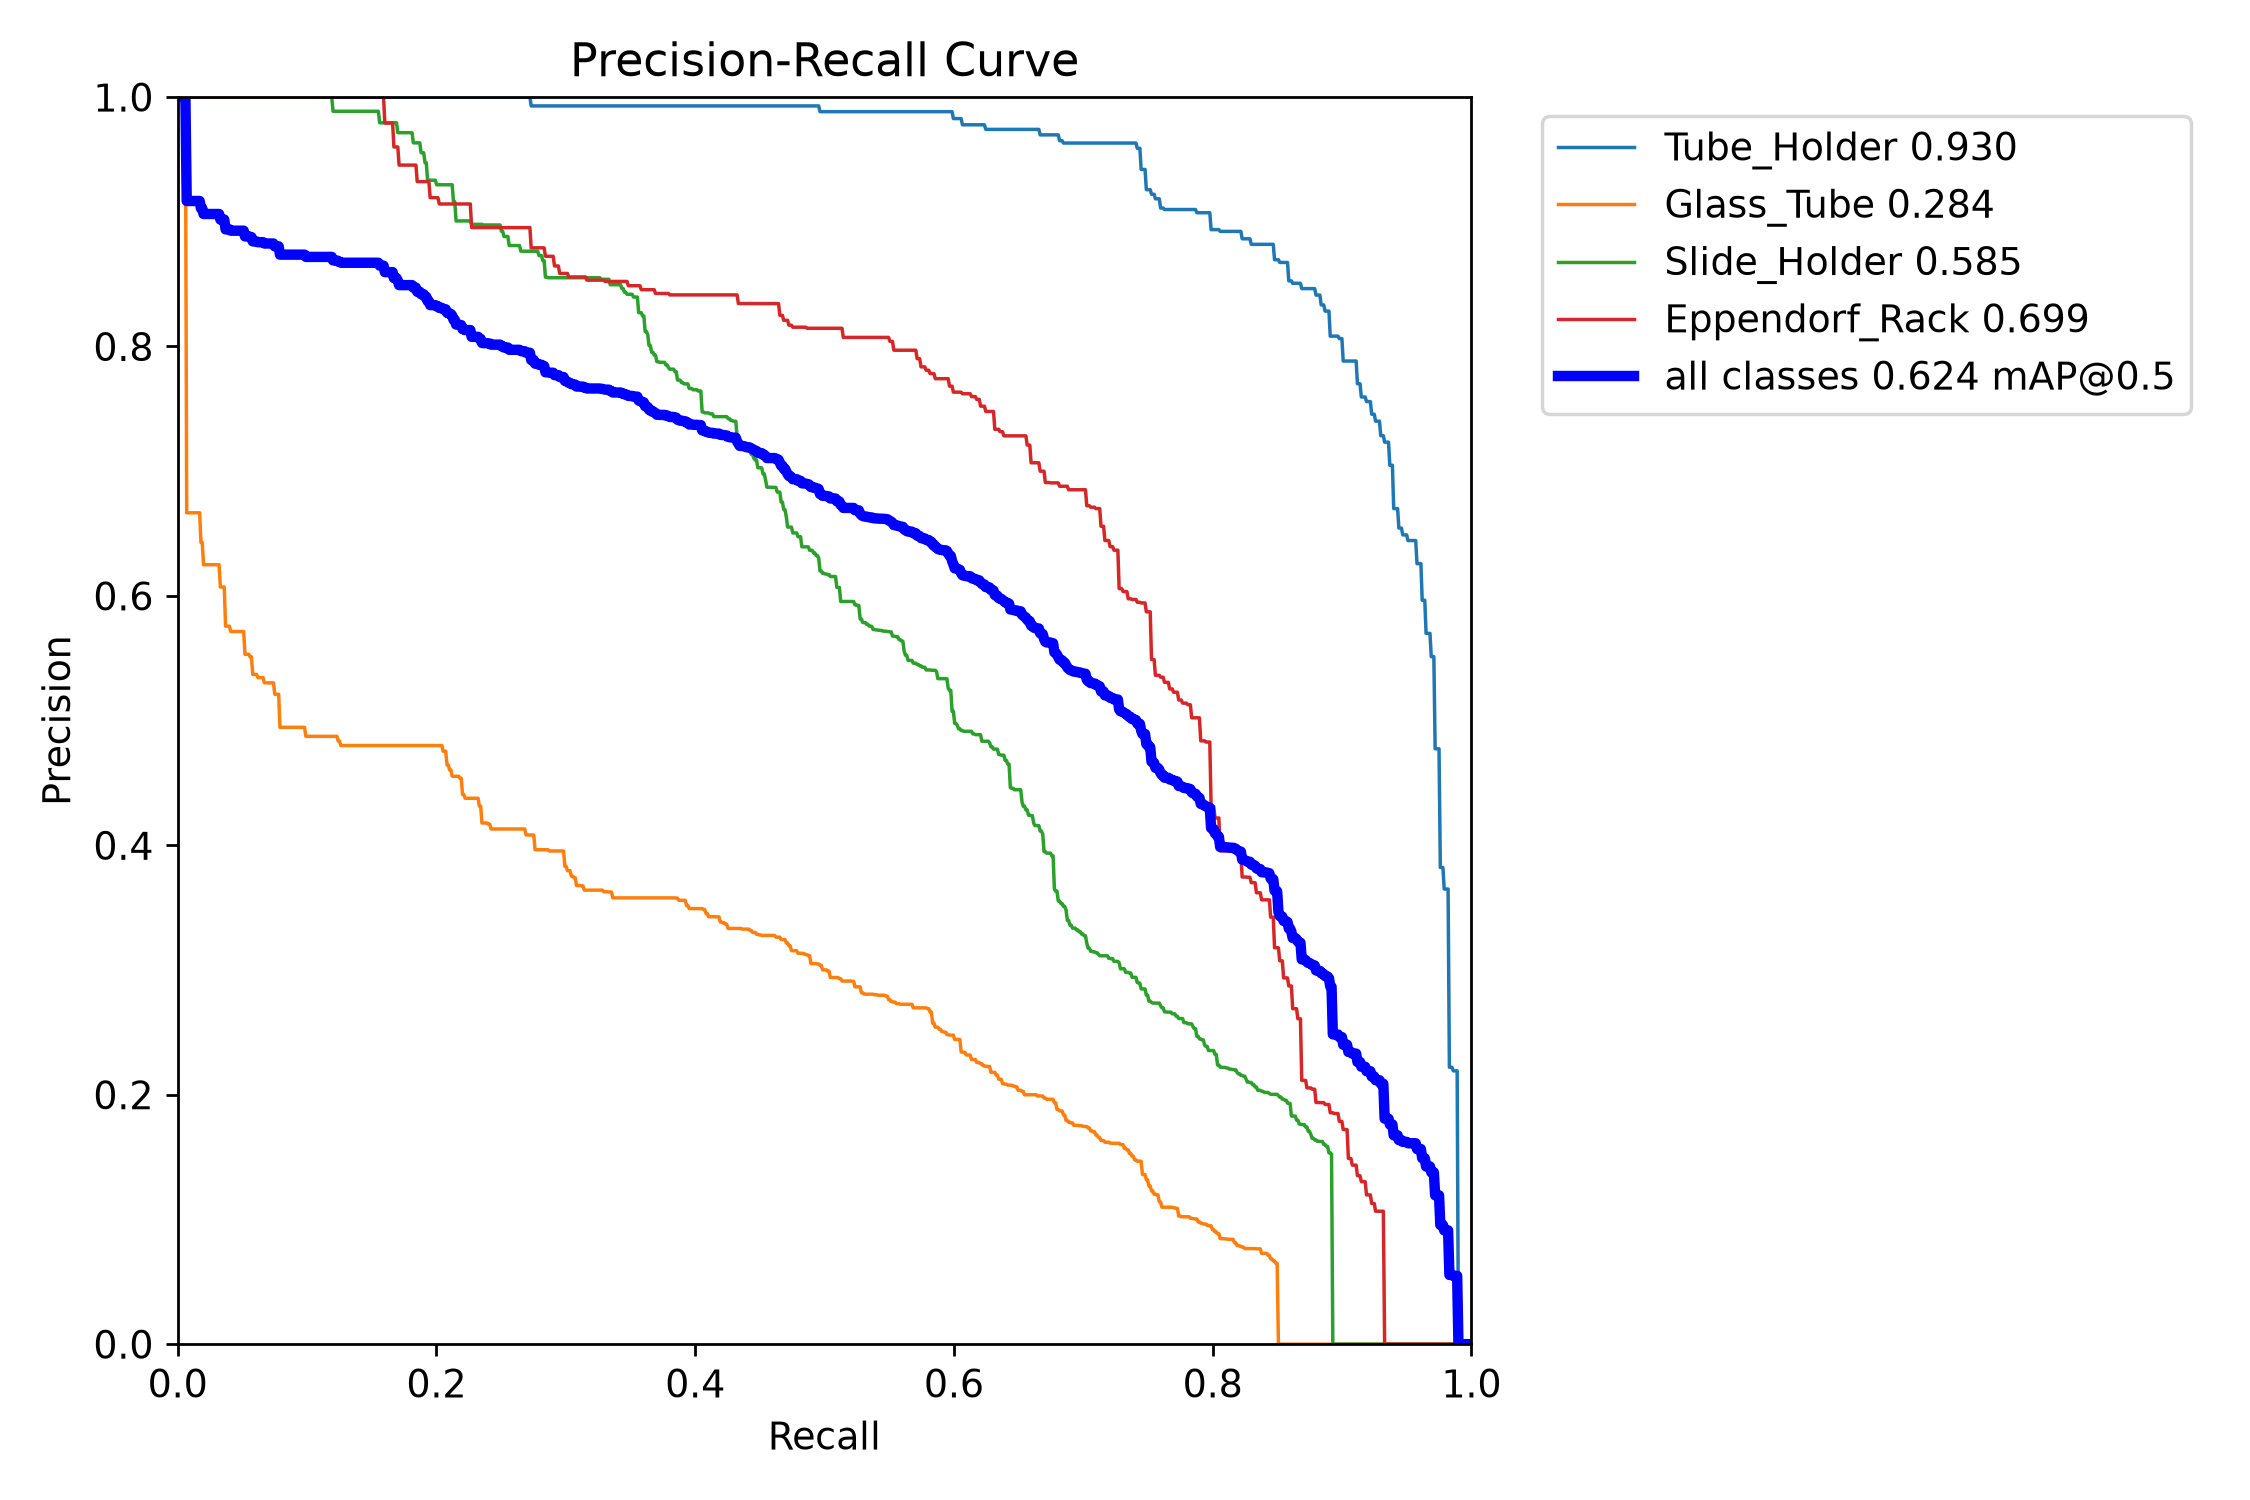 Precision-Recall Curve
1.0
0.8
0.6
0.4
0.2
0.0
Precision
0.0 0.2 0.4 0.6 0.8 1.0
Recall
Tube_Holder 0.930
Glass_Tube 0.284
Slide_Holder 0.585
Eppendorf_Rack 0.699
all classes 0.624 mAP@0.5